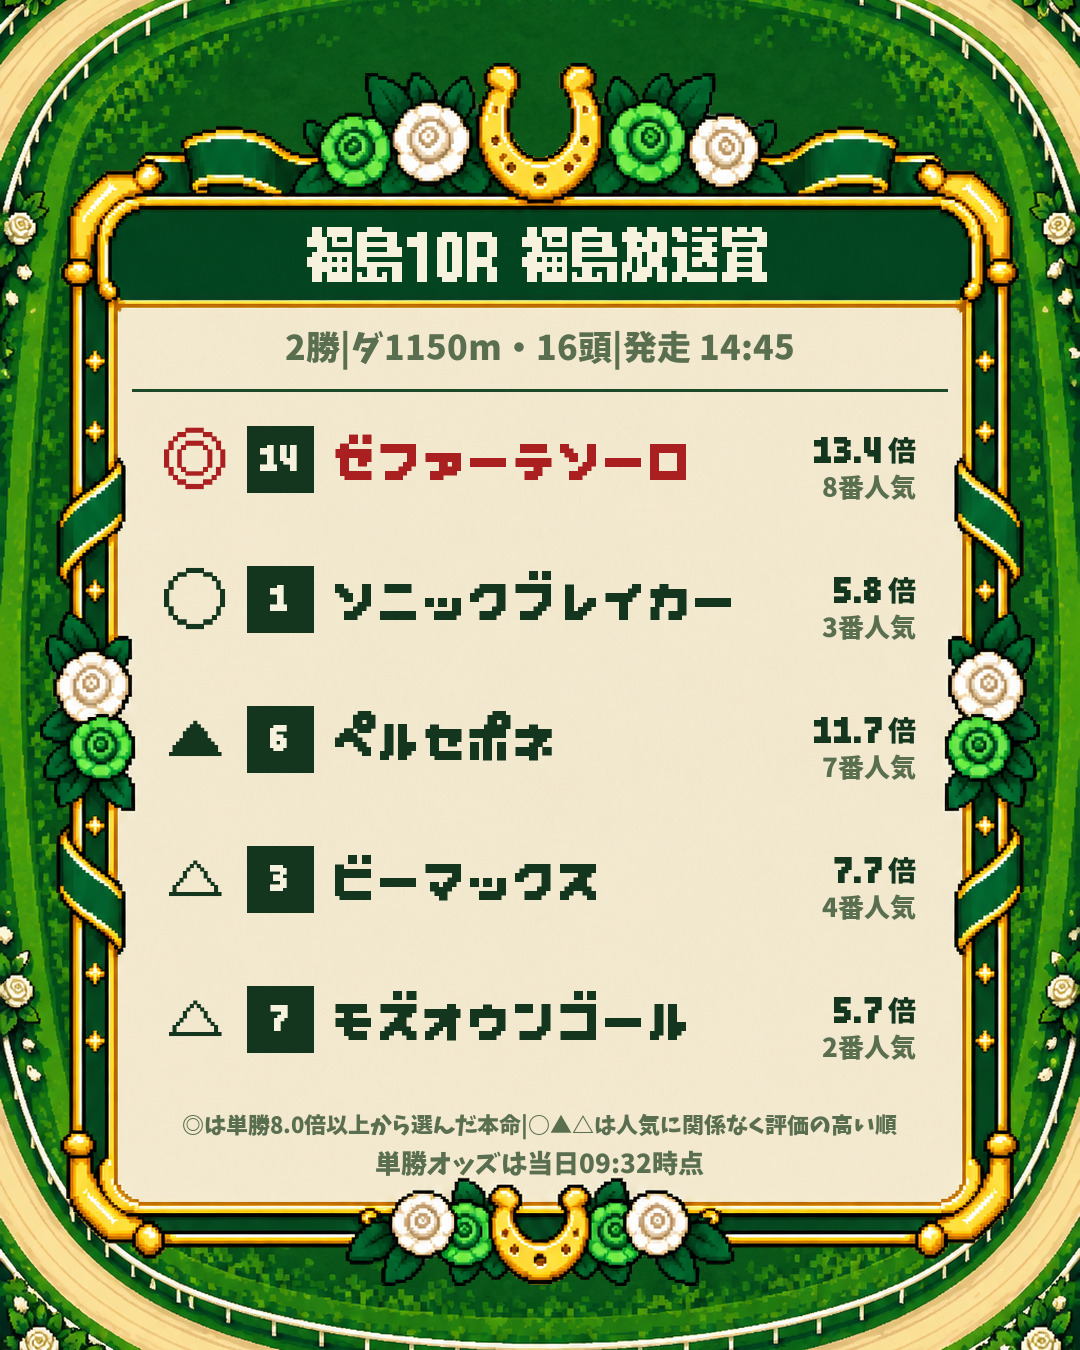 福島10R 福島放送賞
2勝|ダ1150m・16頭|発走 14:45
◎ 14 ゼファーテソーロ 13.4倍
8番人気
○ 1 ソニックブレイカー 5.8倍
3番人気
▲ 6 ペルセポネ 11.7倍
7番人気
△ 3 ビーマックス 7.7倍
4番人気
△ 7 モズオウンゴール 5.7倍
2番人気
◎は単勝8.0倍以上から選んだ本命|○▲△は人気に関係なく評価の高い順
単勝オッズは当日09:32時点